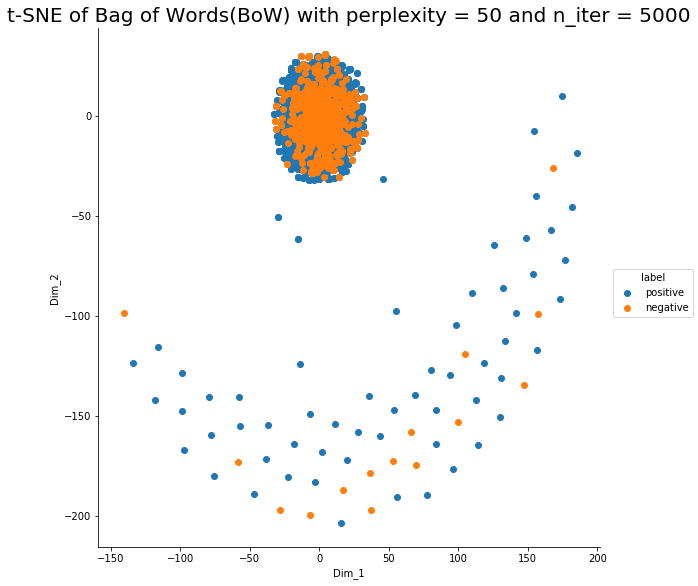 t-SNE of Bag of Words(BoW) with perplexity = 50 and n_iter = 5000
0
−50
−100
−150
−200
Dim_2
label
positive
negative
−150
−100
−50
0
50
100
150
200
Dim_1